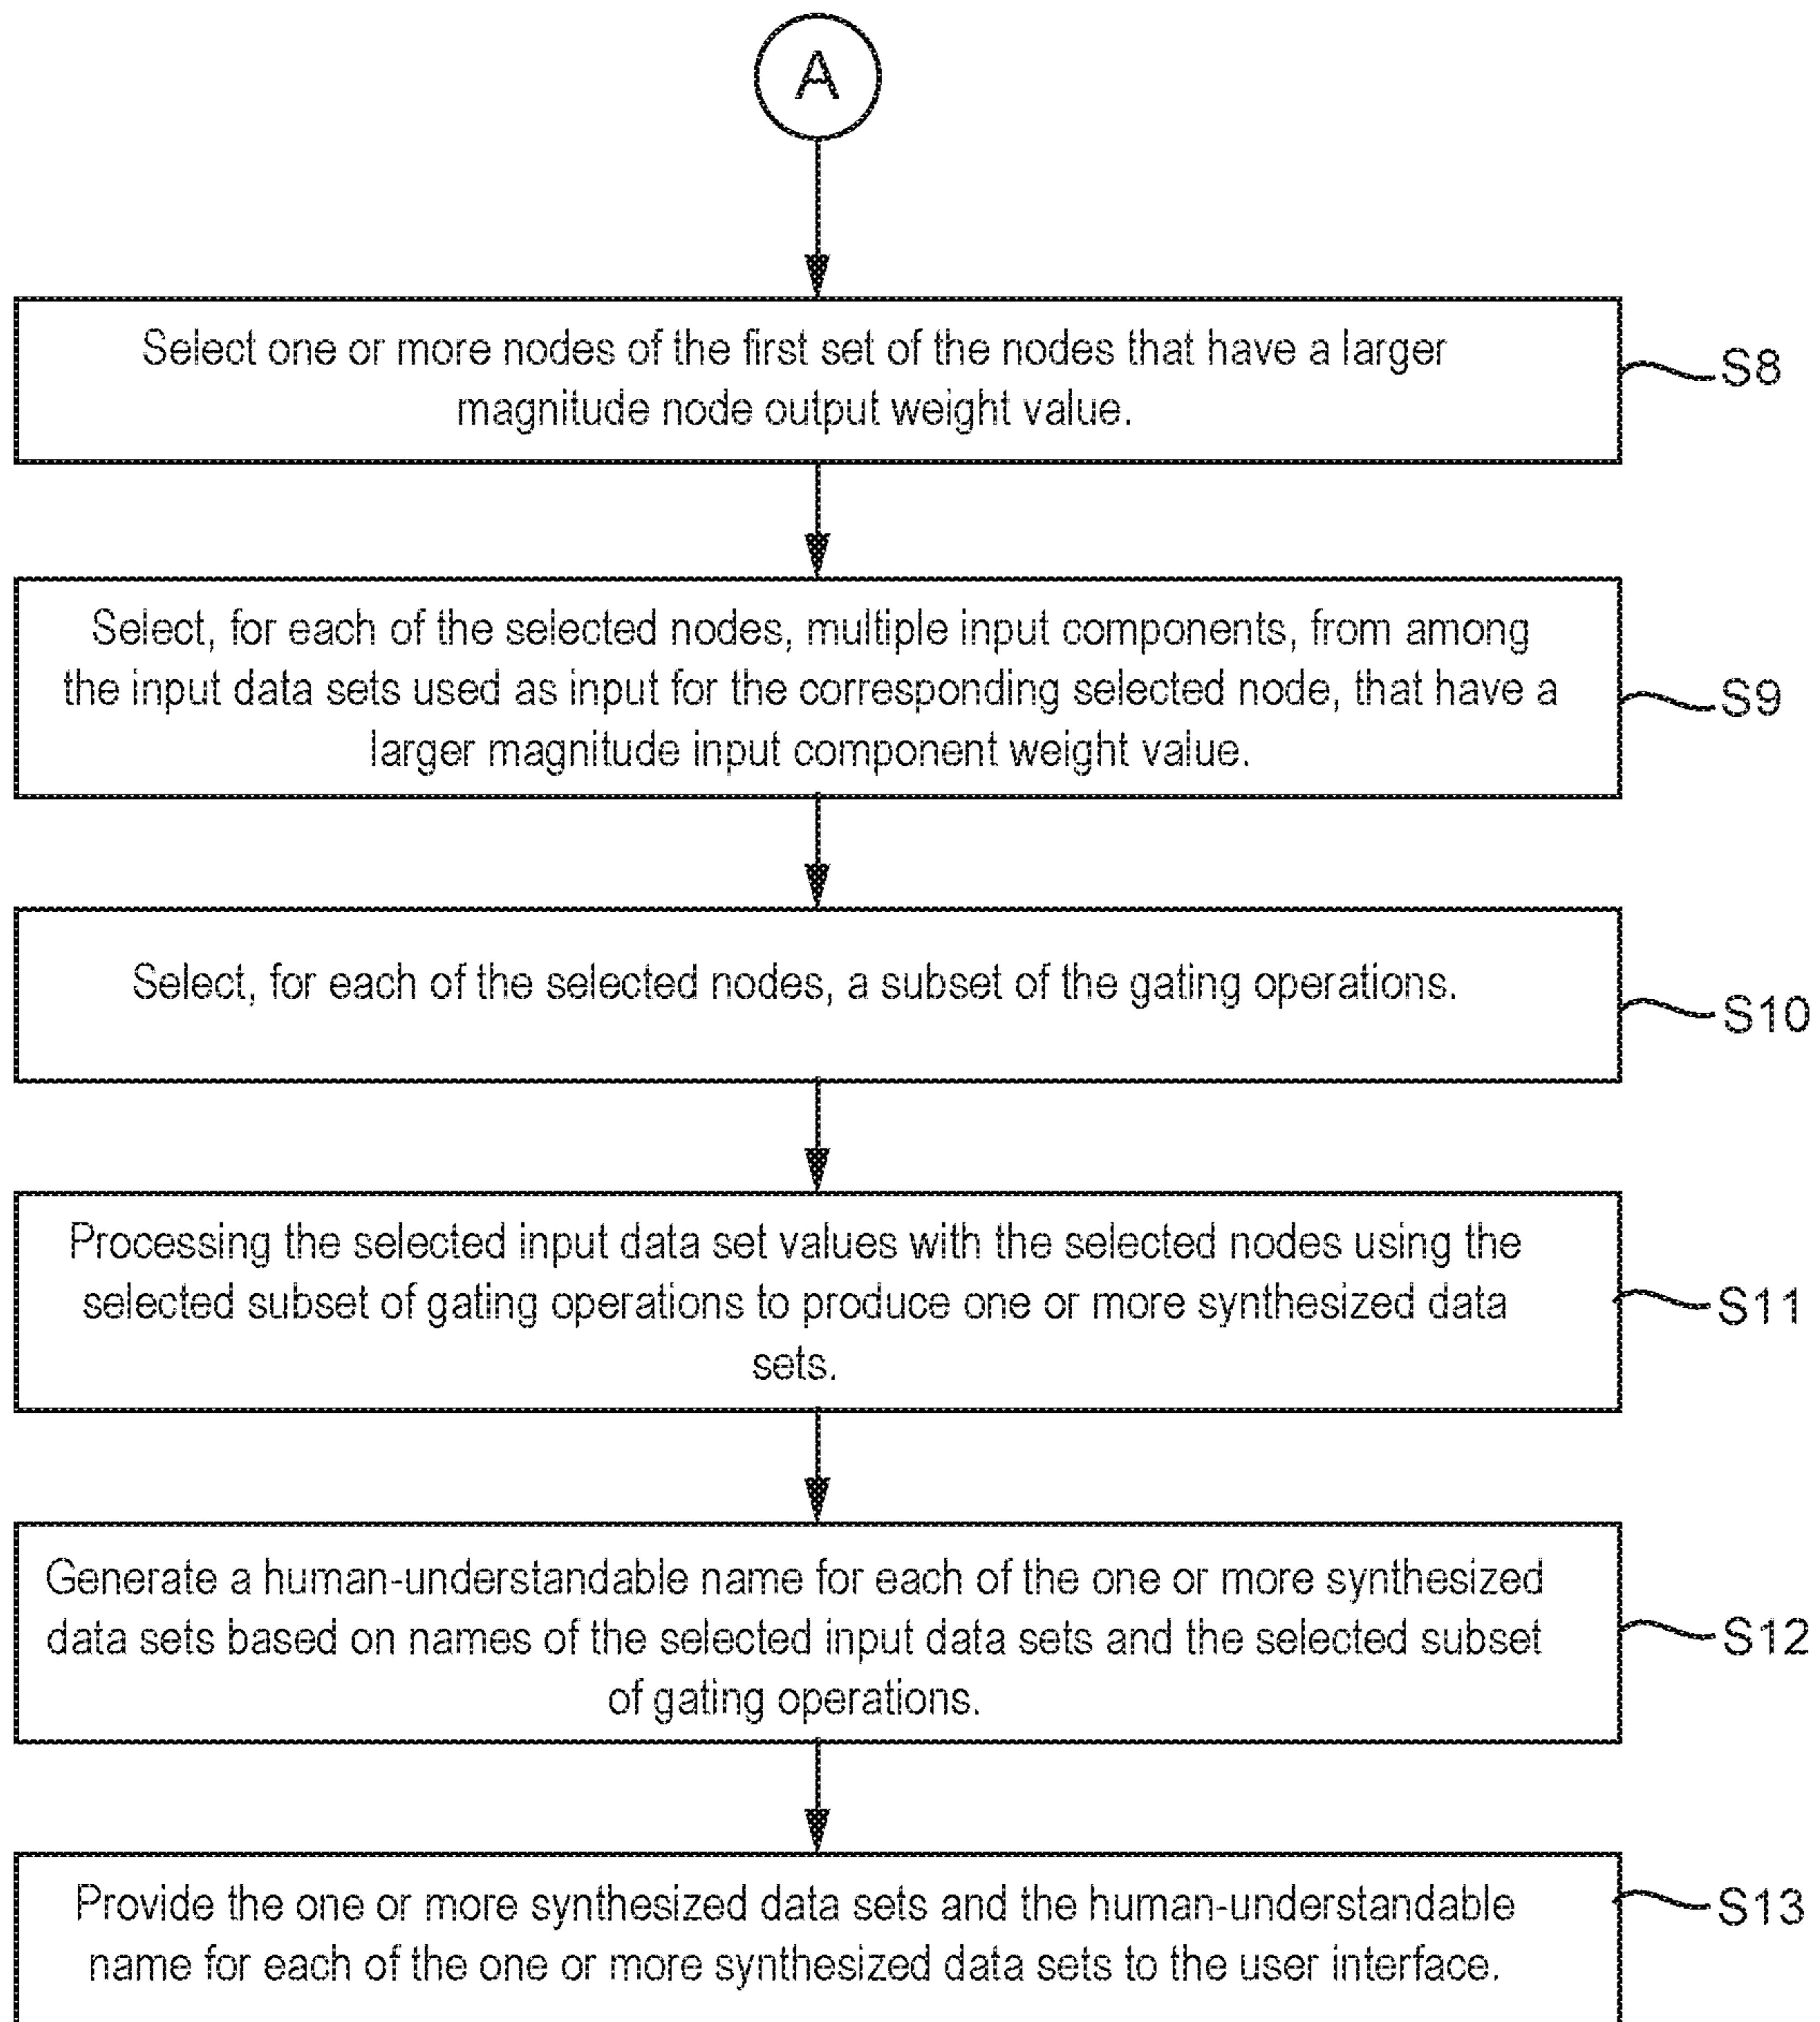 A
Select one or more nodes of the first set of the nodes that have a larger
magnitude node output weight value.
S8
Select, for each of the selected nodes, multiple input components, from among
the input data sets used as input for the corresponding selected node, that have a
larger magnitude input component weight value.
S9
Select, for each of the selected nodes, a subset of the gating operations.
S10
Processing the selected input data set values with the selected nodes using the
selected subset of gating operations to produce one or more synthesized data
sets.
S11
Generate a human-understandable name for each of the one or more synthesized
data sets based on names of the selected input data sets and the selected subset
of gating operations.
S12
Provide the one or more synthesized data sets and the human-understandable
name for each of the one or more synthesized data sets to the user interface.
S13